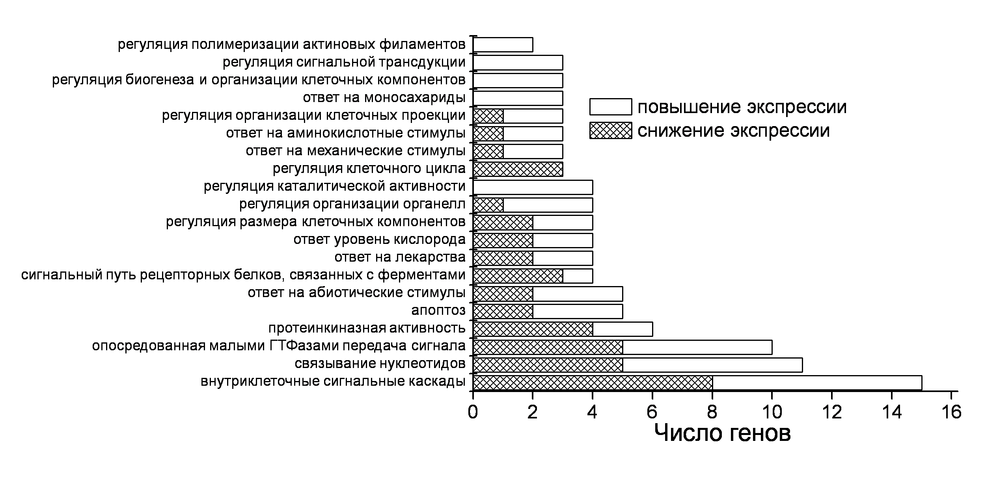 регуляция полимеризации актиновых филаментов
регуляция сигнальной трансдукции
регуляция биогенеза и организации клеточных компонентов
ответ на моносахариды
регуляция организации клеточных проекции
ответ на аминокислотные стимулы
ответ на механические стимулы
регуляция клеточного цикла
регуляция каталитической активности
регуляция организации органелл
регуляция размера клеточных компонентов
ответ уровень кислорода
ответ на лекарства
сигнальный путь рецепторных белков, связанных с ферментами
ответ на абиотические стимулы
апоптоз
протеинкиназная активность
опосредованная малыми ГТФазами передача сигнала
связывание нуклеотидов
внутриклеточные сигнальные каскады
повышение экспрессии
снижение экспрессии
0 2 4 6 8 10 12 14 16
Число генов